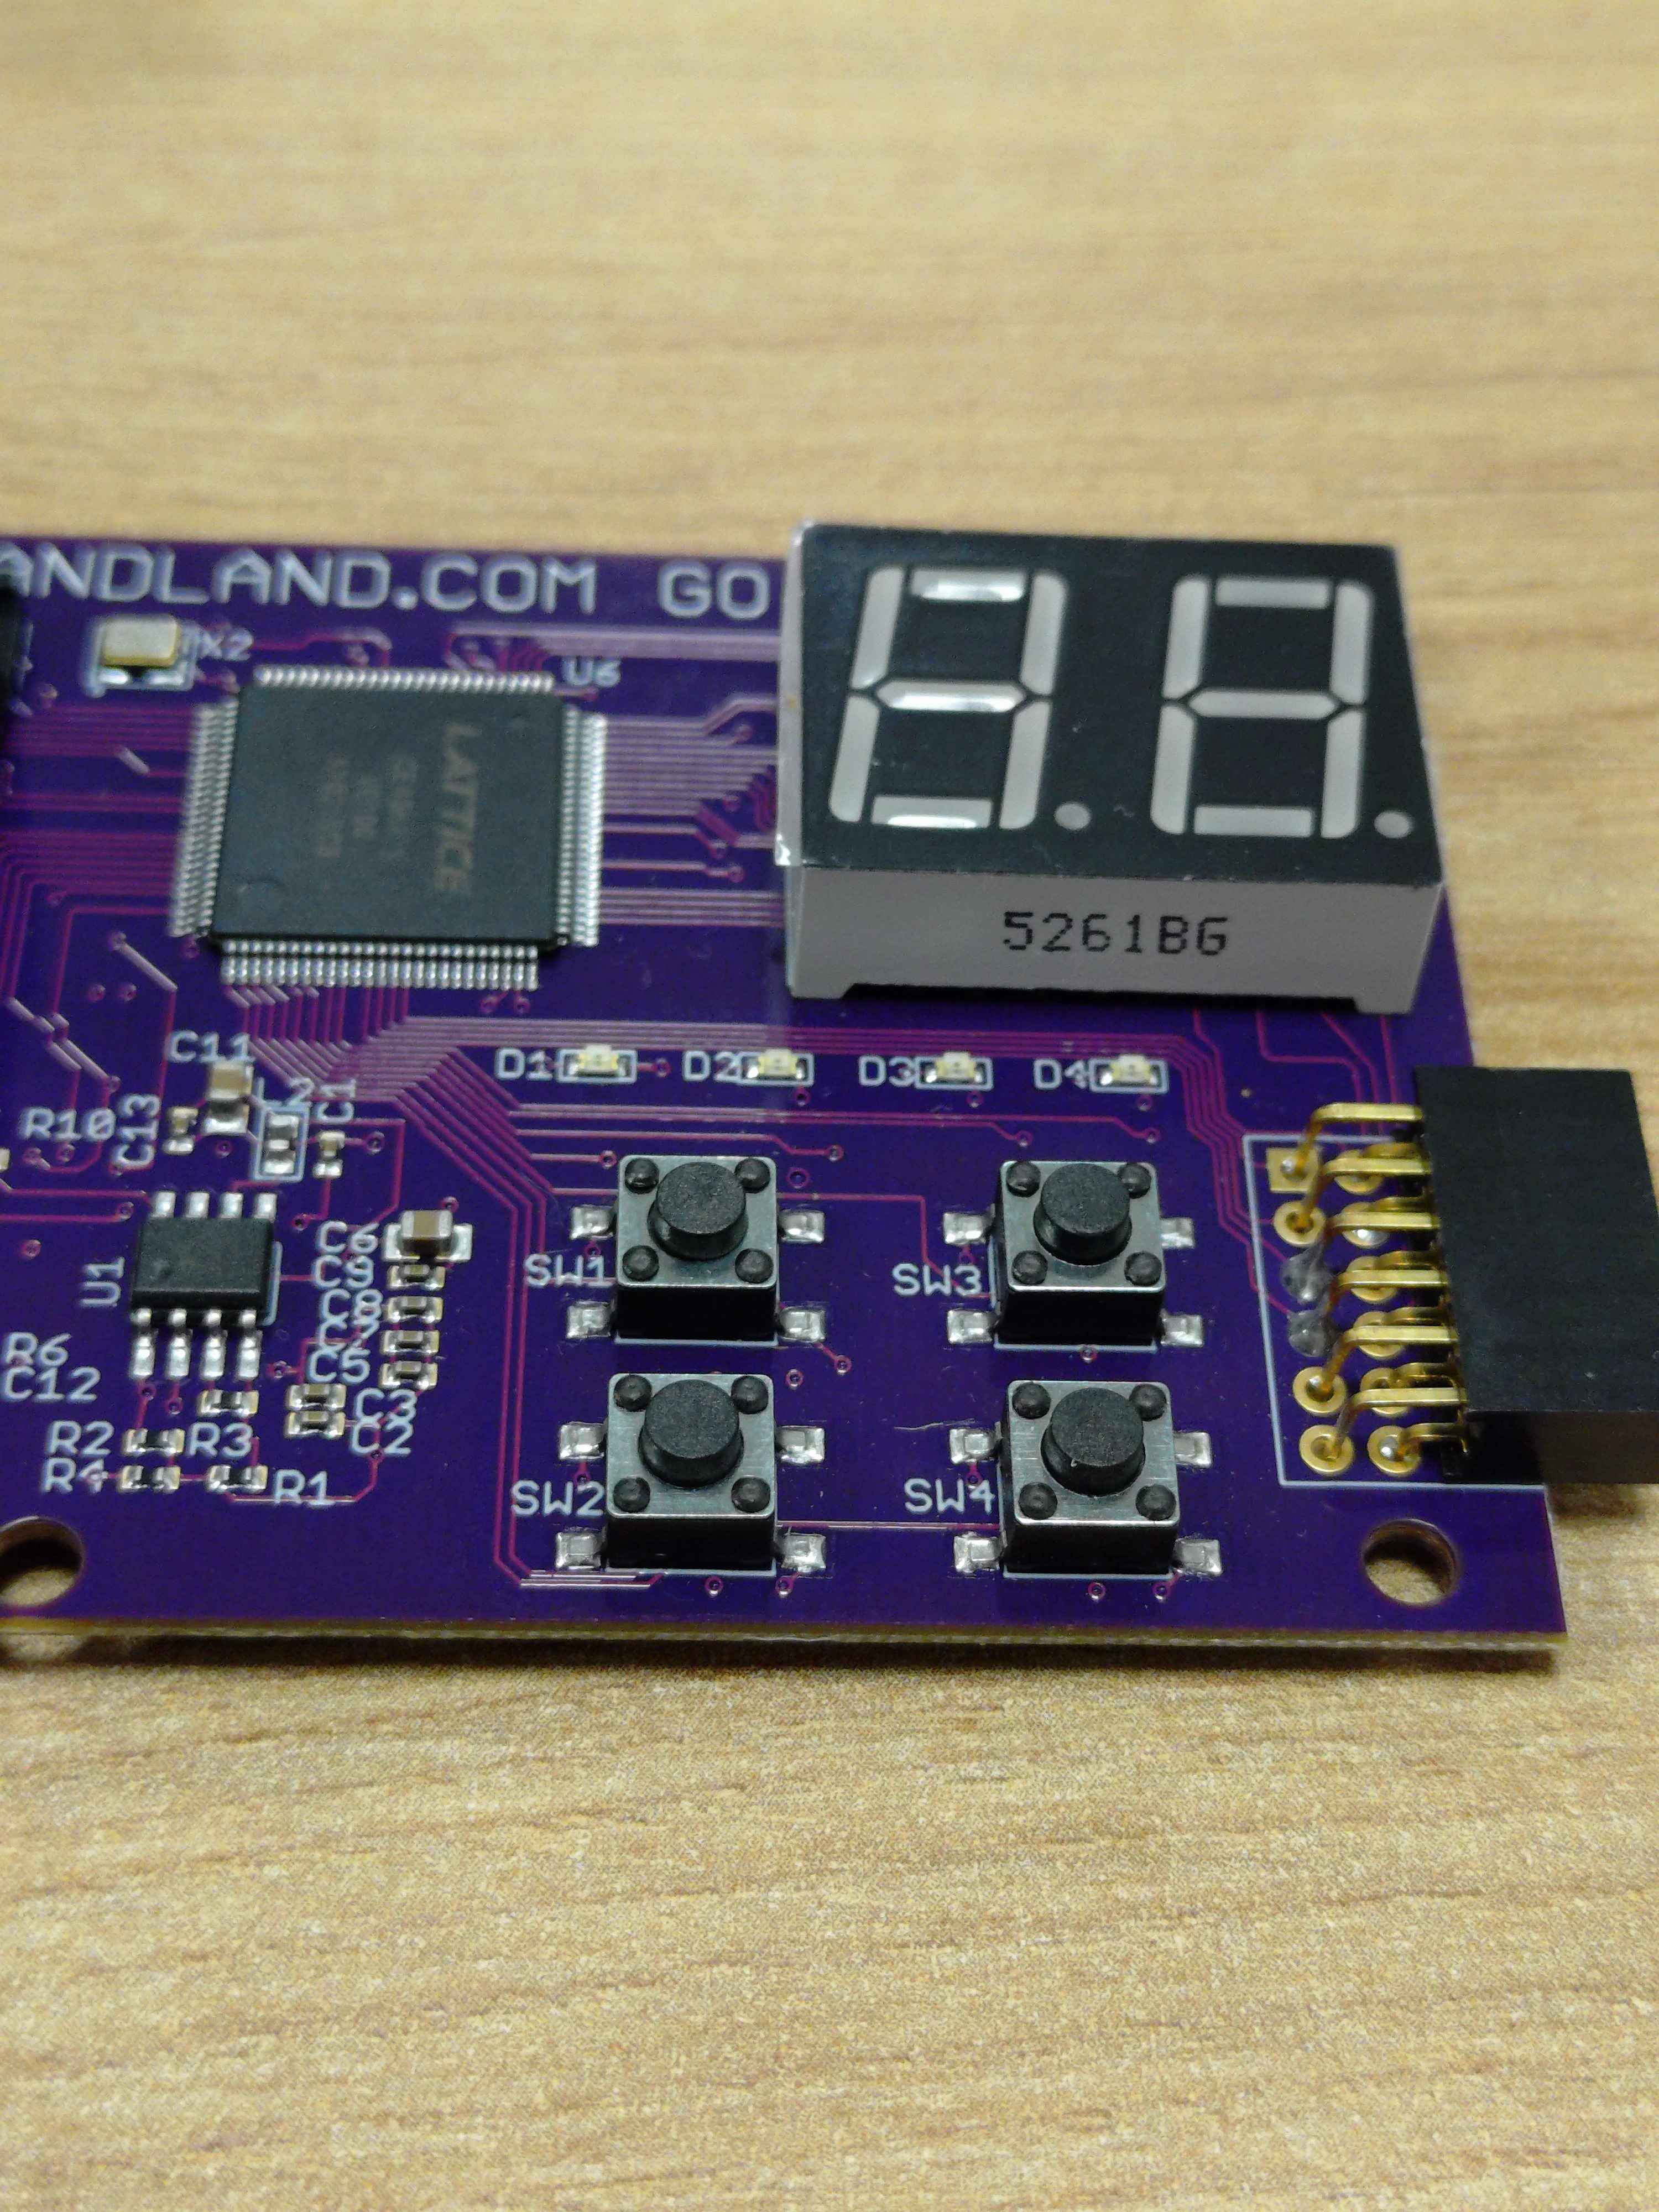 ANDLAND.COM GO
X2
U6
LATTICE
5261BG
C11
D1
D2
D3
D4
R10
C13
C1
U1
C6
C9
C8
C5
SW1
SW3
R6
C12
C3
C2
R2
R3
R4
R1
SW2
SW4